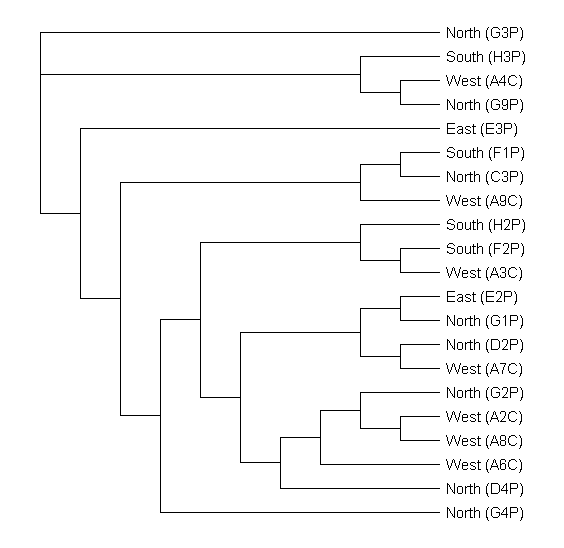 North (G3P)
South (H3P)
West (A4C)
North (G9P)
East (E3P)
South (F1P)
North (C3P)
West (A9C)
South (H2P)
South (F2P)
West (A3C)
East (E2P)
North (G1P)
North (D2P)
West (A7C)
North (G2P)
West (A2C)
West (A8C)
West (A6C)
North (D4P)
North (G4P)